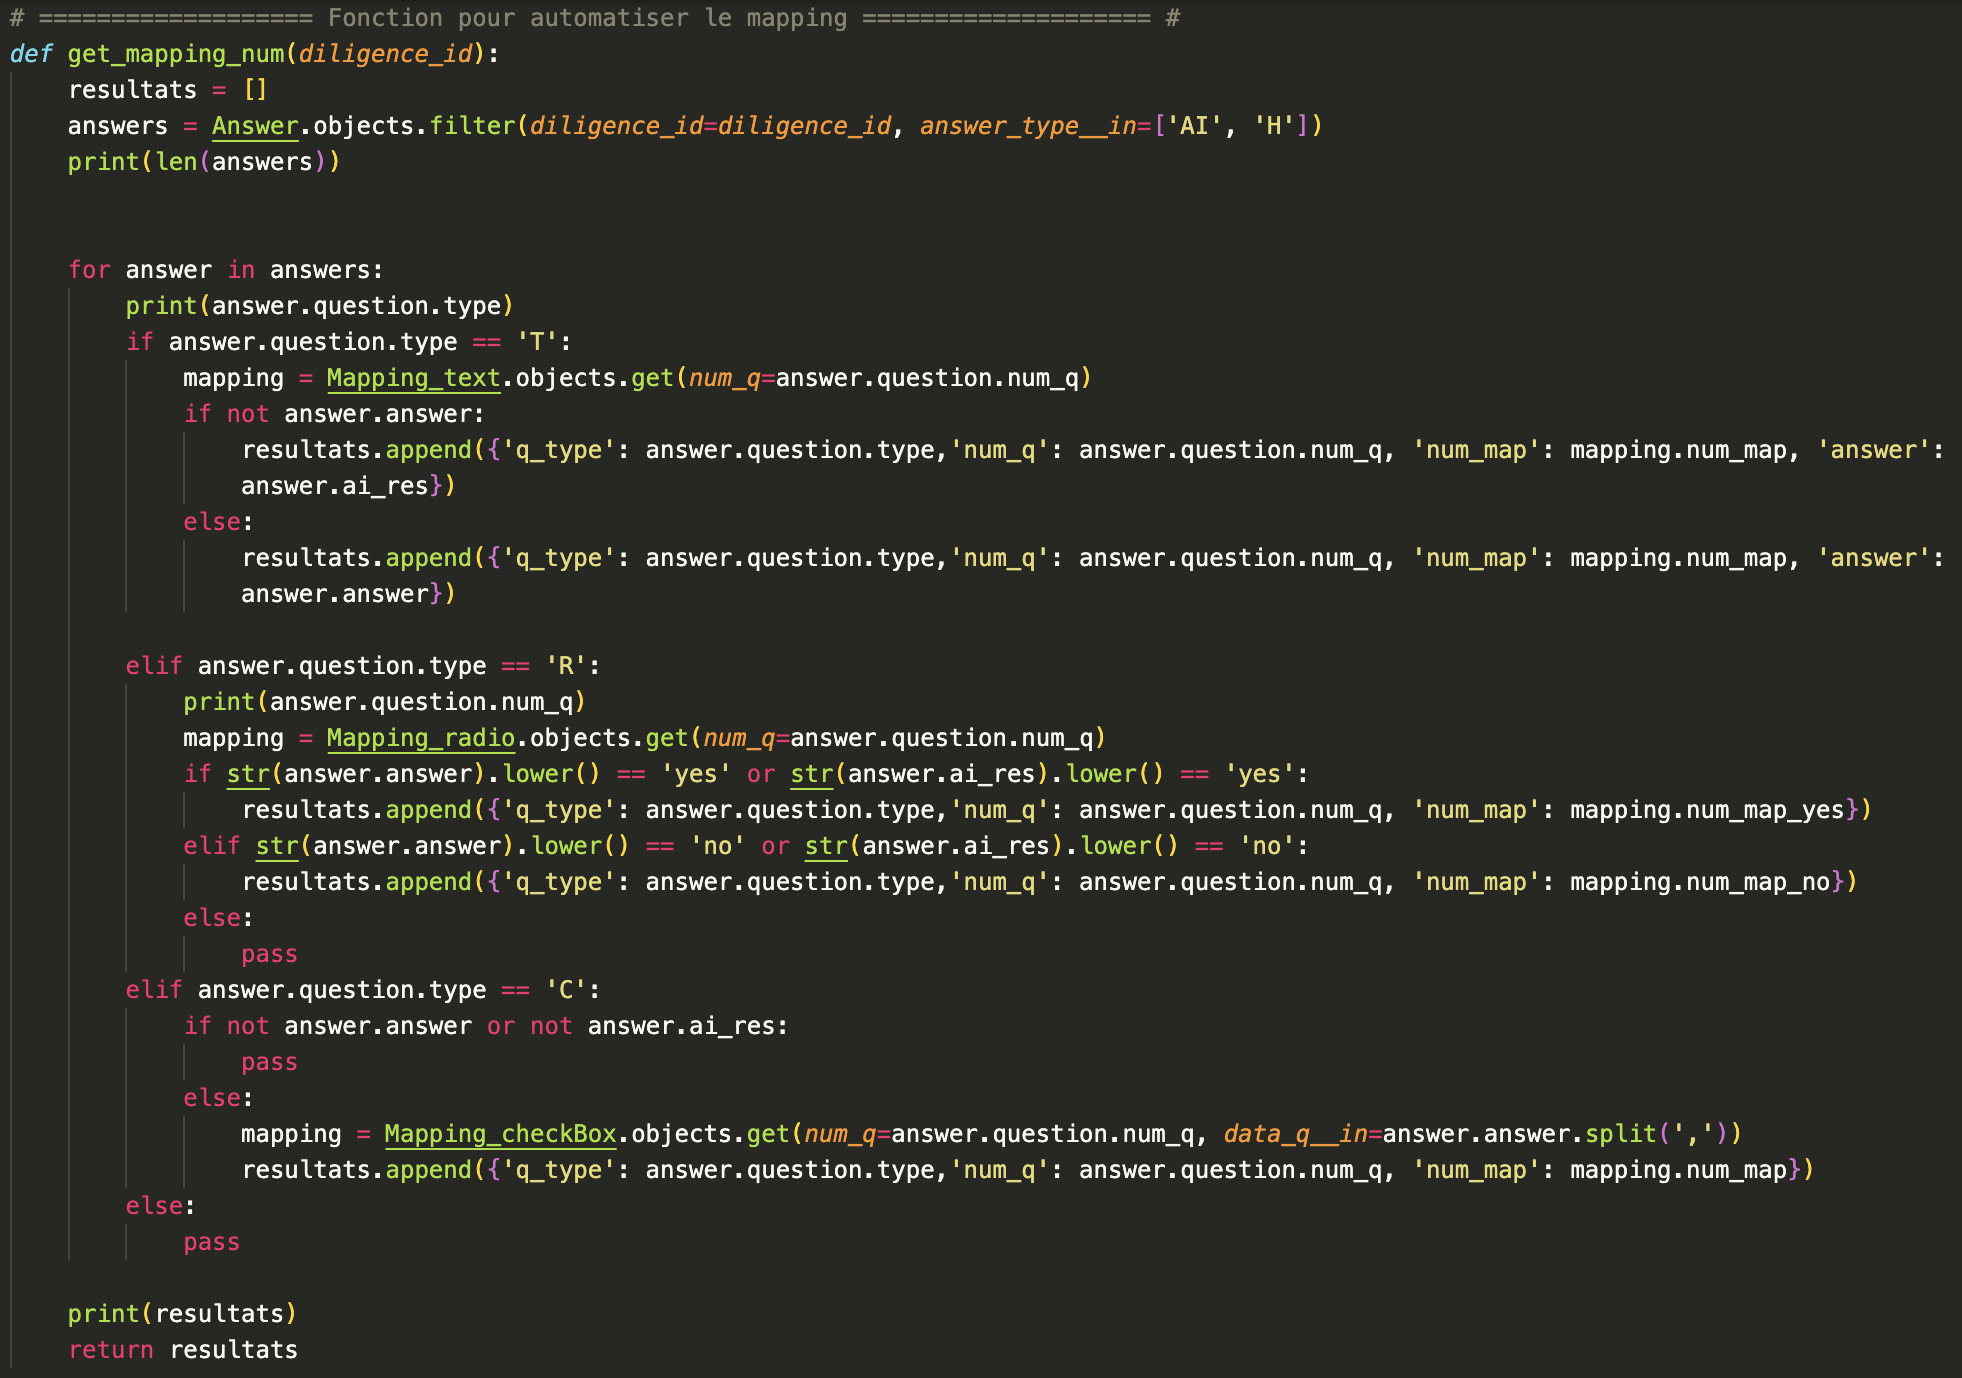 # =================== Fonction pour automatiser le mapping ==================== #
def get_mapping_num(diligence_id):
    resultats = []
    answers = Answer.objects.filter(diligence_id=diligence_id, answer_type__in=['AI', 'H'])
    print(len(answers))
    for answer in answers:
        print(answer.question.type)
        if answer.question.type == 'T':
            mapping = Mapping_text.objects.get(num_q=answer.question.num_q)
            if not answer.answer:
                resultats.append({'q_type': answer.question.type,'num_q': answer.question.num_q, 'num_map': mapping.num_map, 'answer':
                answer.ai_res})
            else:
                resultats.append({'q_type': answer.question.type,'num_q': answer.question.num_q, 'num_map': mapping.num_map, 'answer':
                answer.answer})
        elif answer.question.type == 'R':
            print(answer.question.num_q)
            mapping = Mapping_radio.objects.get(num_q=answer.question.num_q)
            if str(answer.answer).lower() == 'yes' or str(answer.ai_res).lower() == 'yes':
                resultats.append({'q_type': answer.question.type,'num_q': answer.question.num_q, 'num_map': mapping.num_map_yes})
            elif str(answer.answer).lower() == 'no' or str(answer.ai_res).lower() == 'no':
                resultats.append({'q_type': answer.question.type,'num_q': answer.question.num_q, 'num_map': mapping.num_map_no})
            else:
                pass
        elif answer.question.type == 'C':
            if not answer.answer or not answer.ai_res:
                pass
            else:
                mapping = Mapping_checkBox.objects.get(num_q=answer.question.num_q, data_q__in=answer.answer.split(','))
                resultats.append({'q_type': answer.question.type,'num_q': answer.question.num_q, 'num_map': mapping.num_map})
        else:
            pass
    print(resultats)
    return resultats